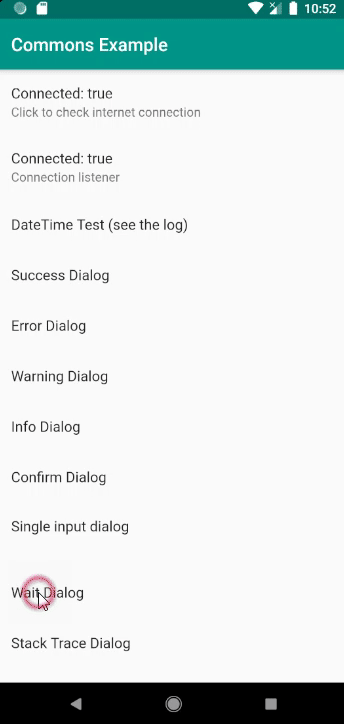 10:52
Commons Example
Connected: true
Click to check internet connection
Connected: true
Connection listener
DateTime Test (see the log)
Success Dialog
Error Dialog
Warning Dialog
Info Dialog
Confirm Dialog
Single input dialog
Wait Dialog
Stack Trace Dialog